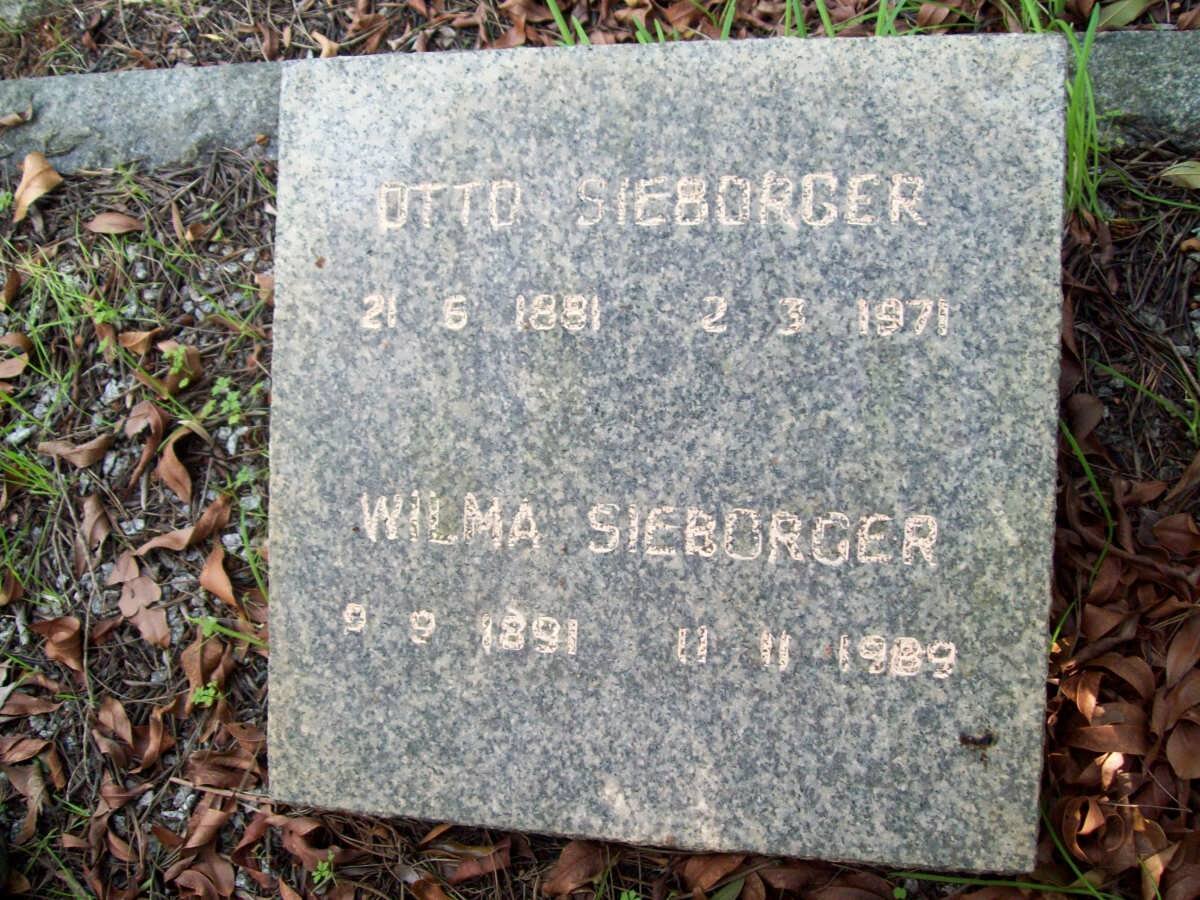 OTTO SIEBORGER
21 6 1881 2 3 1971
WILMA SIEBORGER
9 9 1891 11 11 1989